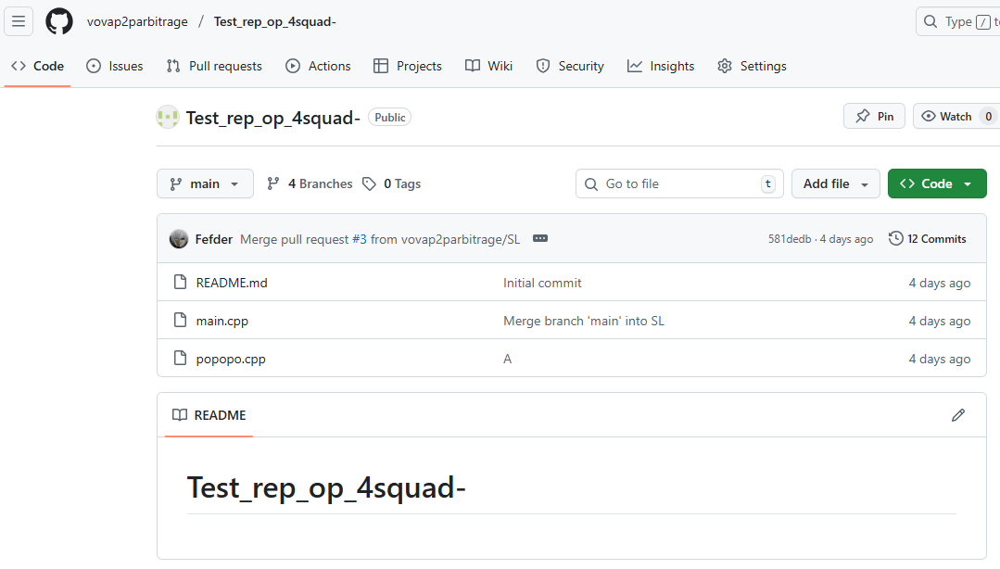 vovap2parbitrage / Test_rep_op_4squad-
Type / to
Code Issues Pull requests Actions Projects Wiki Security Insights Settings
Test_rep_op_4squad- Public Pin Watch 0
main 4 Branches 0 Tags Go to file t Add file Code
Fefder Merge pull request #3 from vovap2parbitrage/SL 581dedb · 4 days ago 12 Commits
README.md Initial commit 4 days ago
main.cpp Merge branch 'main' into SL 4 days ago
popopo.cpp A 4 days ago
README
Test_rep_op_4squad-